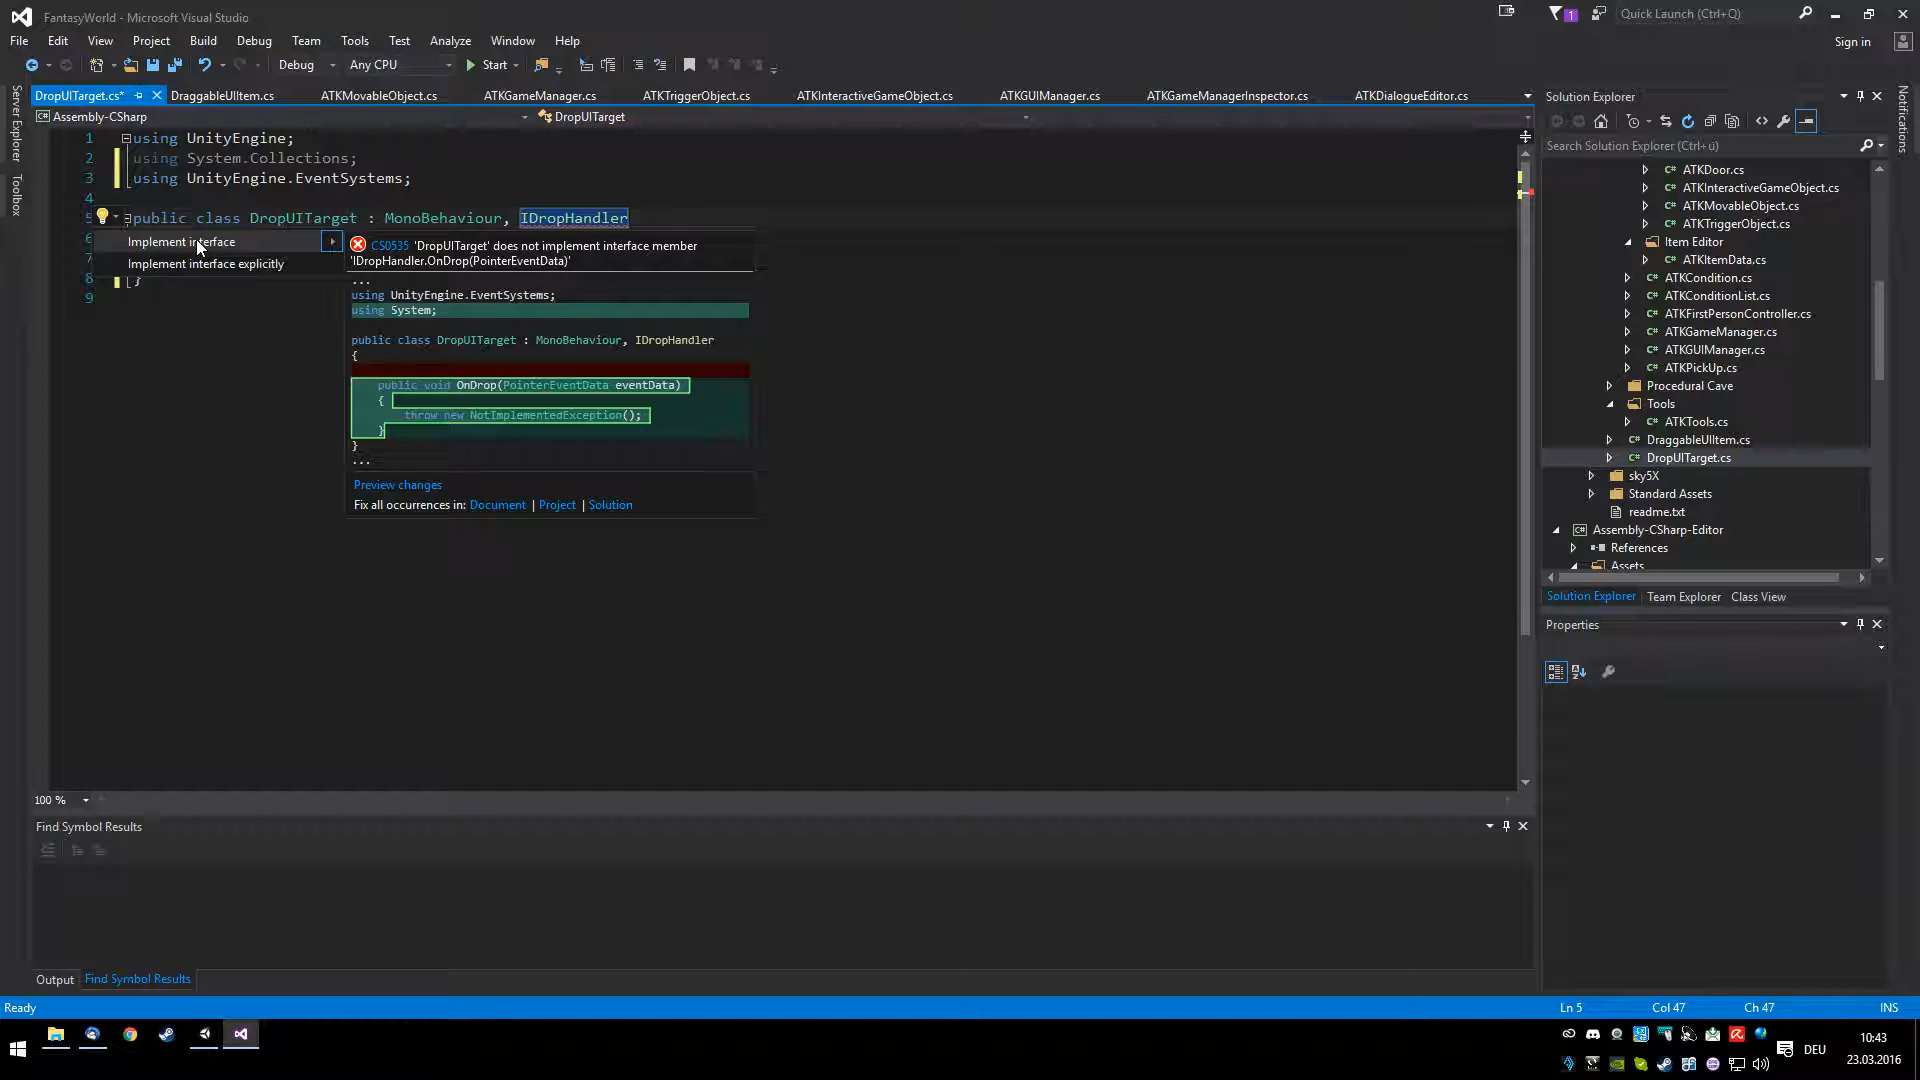 FantasyWorld - Microsoft Visual Studio
1
Quick Launch (Ctrl+Q)
File Edit View Project Build Debug Team Tools Test Analyze Window Help
Sign in
Debug Any CPU Start
Server Explorer
Toolbox
Notifications
DropUITarget.cs* DraggableUIItem.cs ATKMovableObject.cs ATKGameManager.cs ATKTriggerObject.cs ATKInteractiveGameObject.cs ATKGUIManager.cs ATKGameManagerInspector.cs ATKDialogueEditor.cs
Assembly-CSharp DropUITarget
1 using UnityEngine;
2 using System.Collections;
3 using UnityEngine.EventSystems;
4
5 public class DropUITarget : MonoBehaviour, IDropHandler
6
7
8 }
9
Implement interface
Implement interface explicitly
CS0535 'DropUITarget' does not implement interface member
'IDropHandler.OnDrop(PointerEventData)'
...
using UnityEngine.EventSystems;
using System;
public class DropUITarget : MonoBehaviour, IDropHandler
{
public void OnDrop(PointerEventData eventData)
{
throw new NotImplementedException();
}
}
...
Preview changes
Fix all occurrences in: Document | Project | Solution
100 %
Find Symbol Results
Output Find Symbol Results
Solution Explorer
Search Solution Explorer (Ctrl+ü)
ATKDoor.cs
ATKInteractiveGameObject.cs
ATKMovableObject.cs
ATKTriggerObject.cs
Item Editor
ATKItemData.cs
ATKCondition.cs
ATKConditionList.cs
ATKFirstPersonController.cs
ATKGameManager.cs
ATKGUIManager.cs
ATKPickUp.cs
Procedural Cave
Tools
ATKTools.cs
DraggableUIItem.cs
DropUITarget.cs
sky5X
Standard Assets
readme.txt
Assembly-CSharp-Editor
References
Assets
Solution Explorer Team Explorer Class View
Properties
Ready Ln 5 Col 47 Ch 47 INS
DEU
10:43
23.03.2016